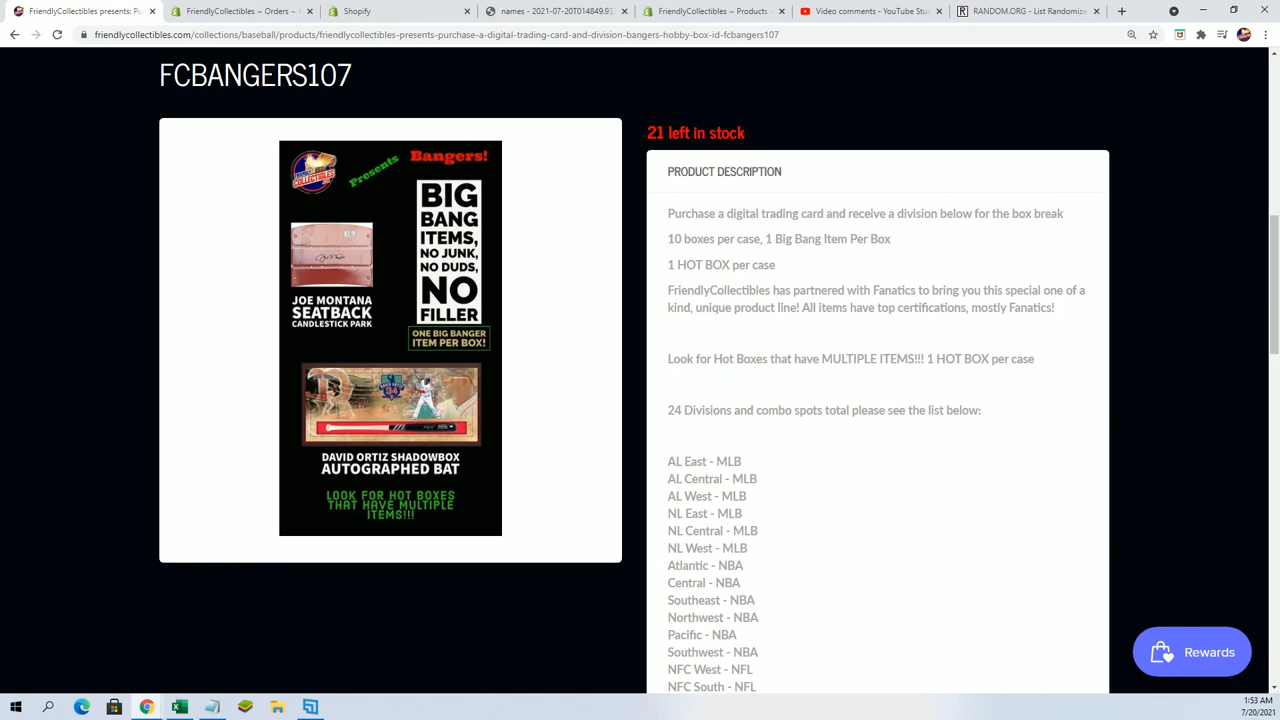 FriendlyCollectibles presents: Pu
FriendlyCollectibles ~ Orders ~
Shopify
names - 2021-07-20T014849.93
FriendlyCollectibles ~ Products
Video comments - YouTube Stu
RANDOM.ORG - List Randomize
friendlycollectibles.com/collections/baseball/products/friendlycollectibles-presents-purchase-a-digital-trading-card-and-division-bangers-hobby-box-id-fcbangers107
FCBANGERS107
Presents
Bangers!
BIG
BANG
ITEMS,
NO JUNK,
NO DUDS,
NO
FILLER
JOE MONTANA
SEATBACK
CANDLESTICK PARK
ONE BIG BANGER
ITEM PER BOX!
DAVID ORTIZ SHADOWBOX
AUTOGRAPHED BAT
LOOK FOR HOT BOXES
THAT HAVE MULTIPLE
ITEMS!!!
21 left in stock
PRODUCT DESCRIPTION
Purchase a digital trading card and receive a division below for the box break
10 boxes per case, 1 Big Bang Item Per Box
1 HOT BOX per case
FriendlyCollectibles has partnered with Fanatics to bring you this special one of a
kind, unique product line! All items have top certifications, mostly Fanatics!
Look for Hot Boxes that have MULTIPLE ITEMS!!! 1 HOT BOX per case
24 Divisions and combo spots total please see the list below:
AL East - MLB
AL Central - MLB
AL West - MLB
NL East - MLB
NL Central - MLB
NL West - MLB
Atlantic - NBA
Central - NBA
Southeast - NBA
Northwest - NBA
Pacific - NBA
Southwest - NBA
NFC West - NFL
NFC South - NFL
Rewards
1:53 AM
7/20/2021